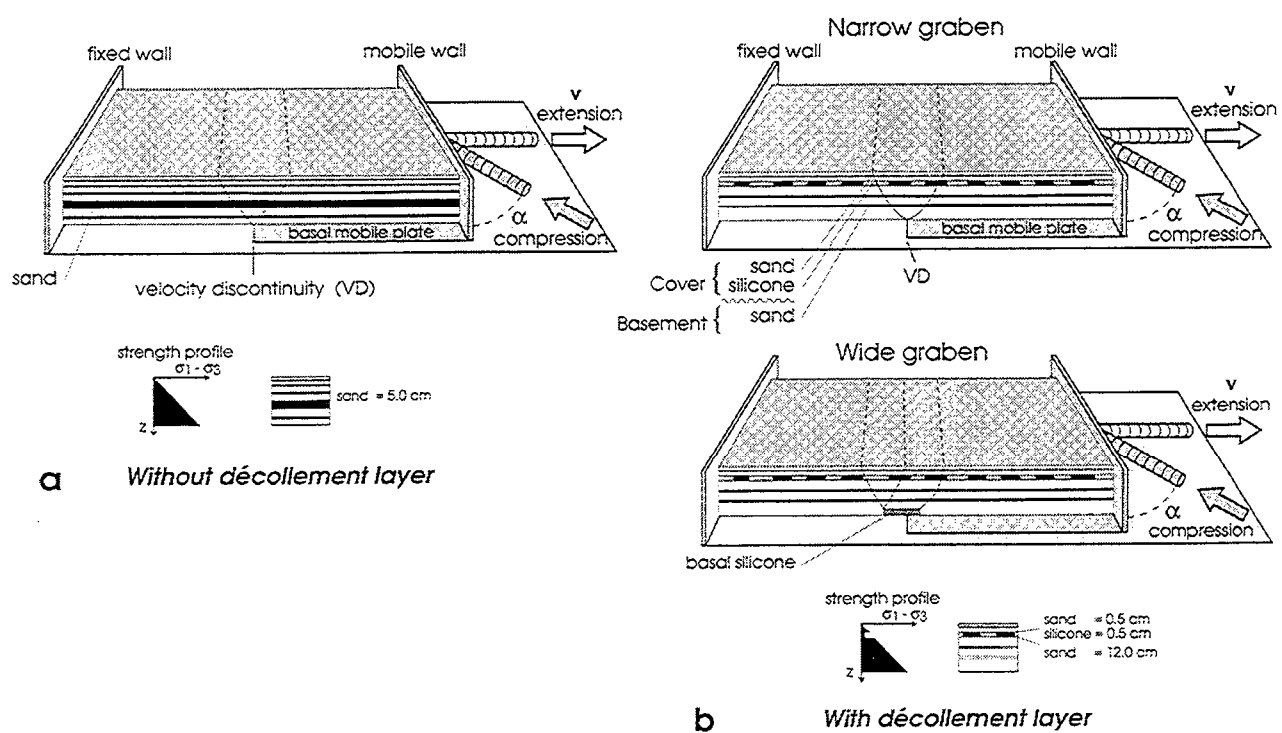 fixed wall
mobile wall
v
extension
α
compression
basal mobile plate
sand
velocity discontinuity (VD)
strength profile
σ1 - σ3
z
sand = 5.0 cm
a
Without décollement layer
Narrow graben
fixed wall
mobile wall
v
extension
α
compression
basal mobile plate
VD
Cover { sand
silicone
Basement { sand
Wide graben
v
extension
α
compression
basal silicone
strength profile
σ1 - σ3
z
sand = 0.5 cm
silicone = 0.5 cm
sand = 12.0 cm
b
With décollement layer